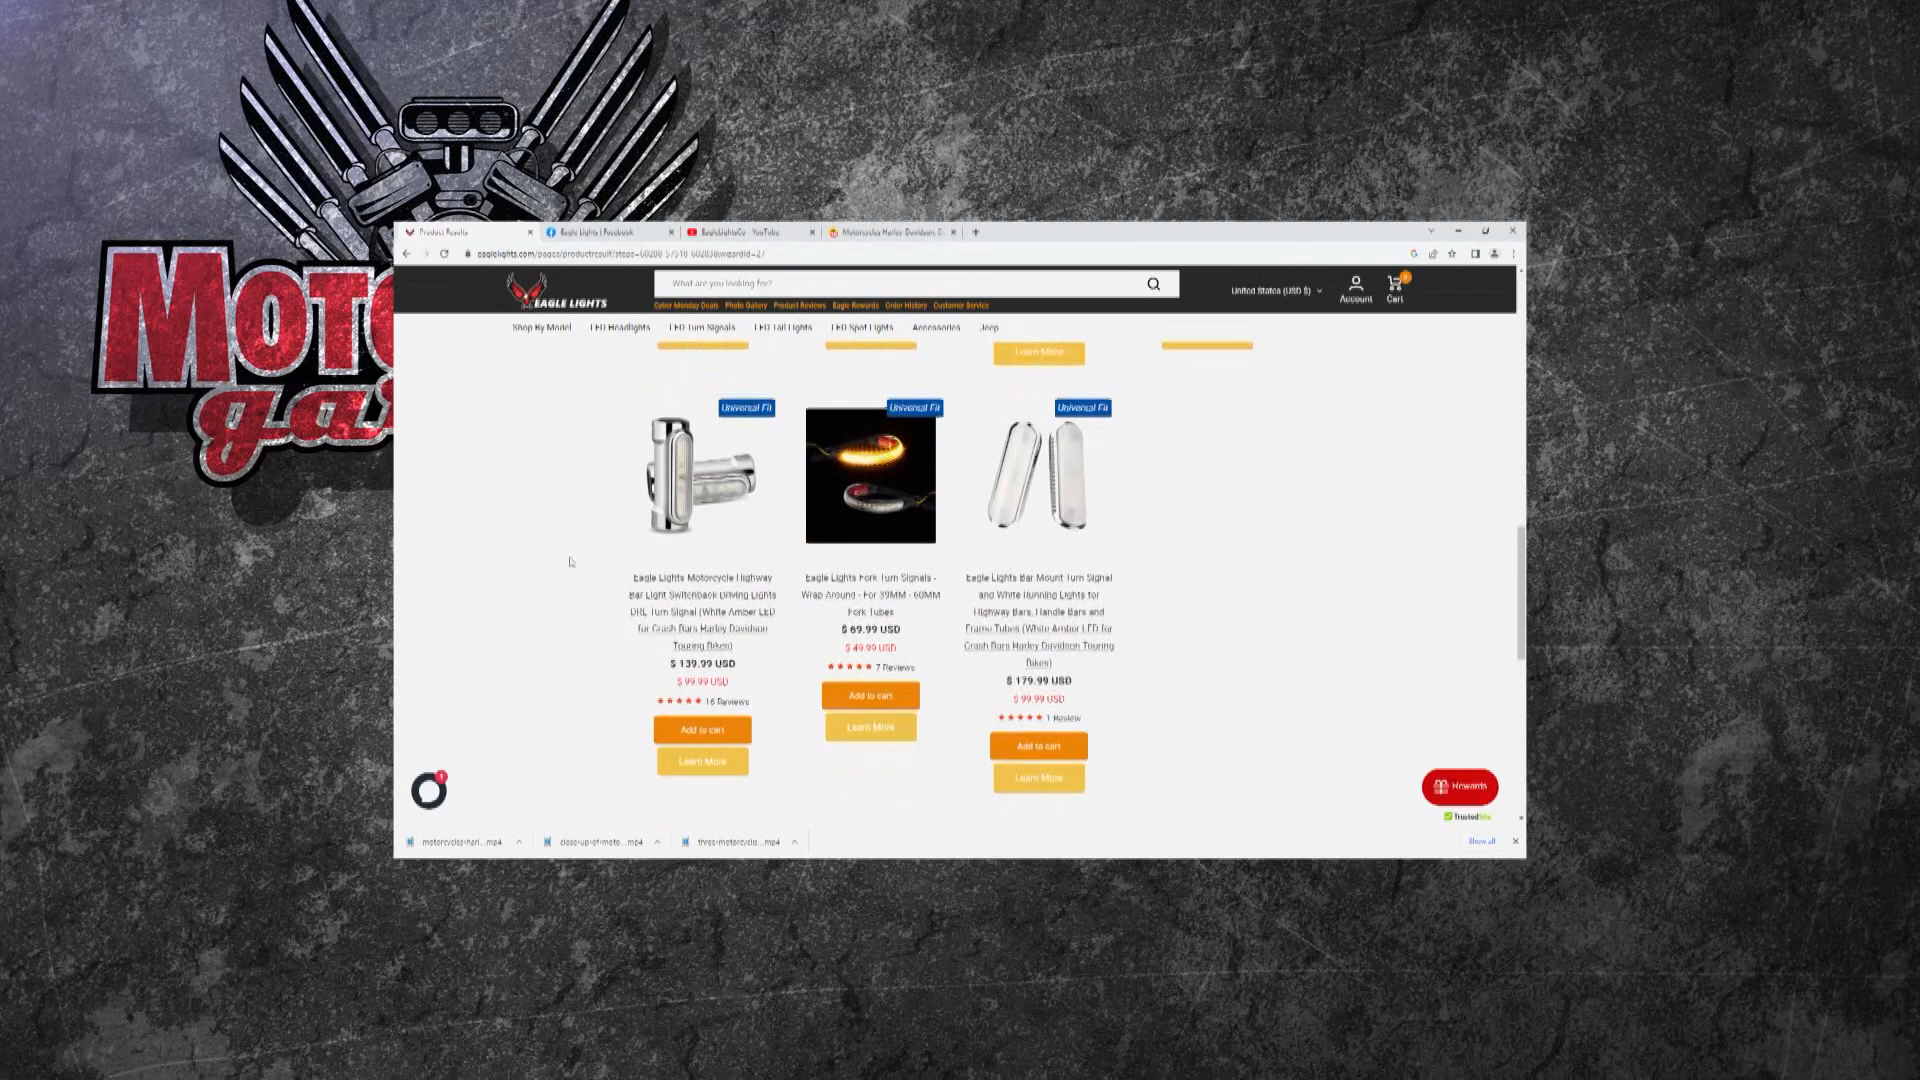 Product Results
Eagle Lights | Facebook
EagleLightsCo - YouTube
Motorcycles Harley Davidson, D
What are you looking for?
EAGLE LIGHTS
Cyber Monday Deals Photo Gallery Product Reviews Eagle Rewards Order History Customer Service
United States (USD $)
Account
Cart
Shop By Model LED Headlights LED Turn Signals LED Tail Lights LED Spot Lights Accessories Jeep
MOTO
ga
Learn More
Universal Fit
Universal Fit
Universal Fit
Eagle Lights Motorcycle Highway
Bar Light Switchback Driving Lights
DRL Turn Signal (White Amber LED
for Crash Bars Harley Davidson
Touring Bikes)
$ 139.99 USD
$ 99.99 USD
16 Reviews
Add to cart
Learn More
Eagle Lights Fork Turn Signals -
Wrap Around - For 39MM - 60MM
Fork Tubes
$ 69.99 USD
$ 49.99 USD
7 Reviews
Add to cart
Learn More
Eagle Lights Bar Mount Turn Signal
and White Running Lights for
Highway Bars, Handle Bars and
Frame Tubes (White Amber LED for
Crash Bars Harley Davidson Touring
Bikes)
$ 179.99 USD
$ 99.99 USD
1 Review
Add to cart
Learn More
1
Rewards
TrustedSite
motorcycles-harl...mp4
close-up-of-moto...mp4
three-motorcycle...mp4
Show all